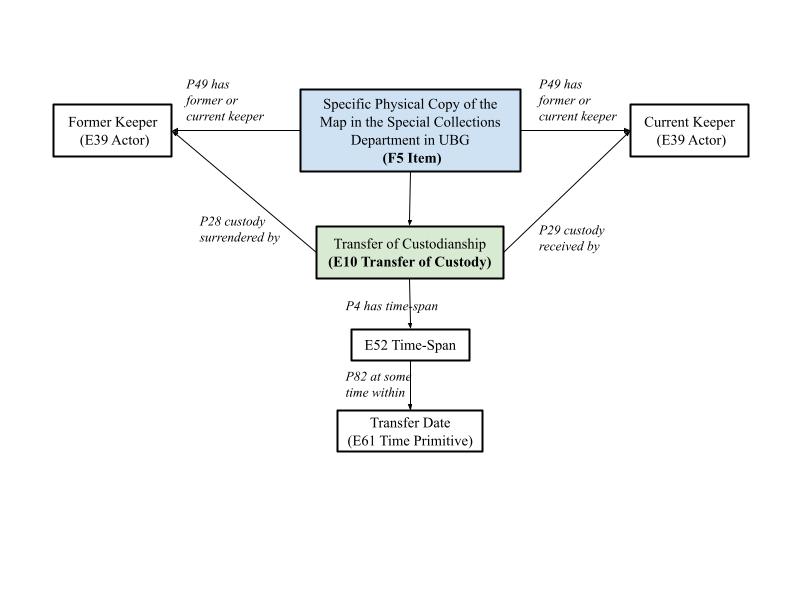 P49 has
former or
current keeper
P49 has
former or
current keeper
Former Keeper
(E39 Actor)
Specific Physical Copy of the
Map in the Special Collections
Department in UBG
(F5 Item)
Current Keeper
(E39 Actor)
P28 custody
surrendered by
P29 custody
received by
Transfer of Custodianship
(E10 Transfer of Custody)
P4 has time-span
E52 Time-Span
P82 at some
time within
Transfer Date
(E61 Time Primitive)